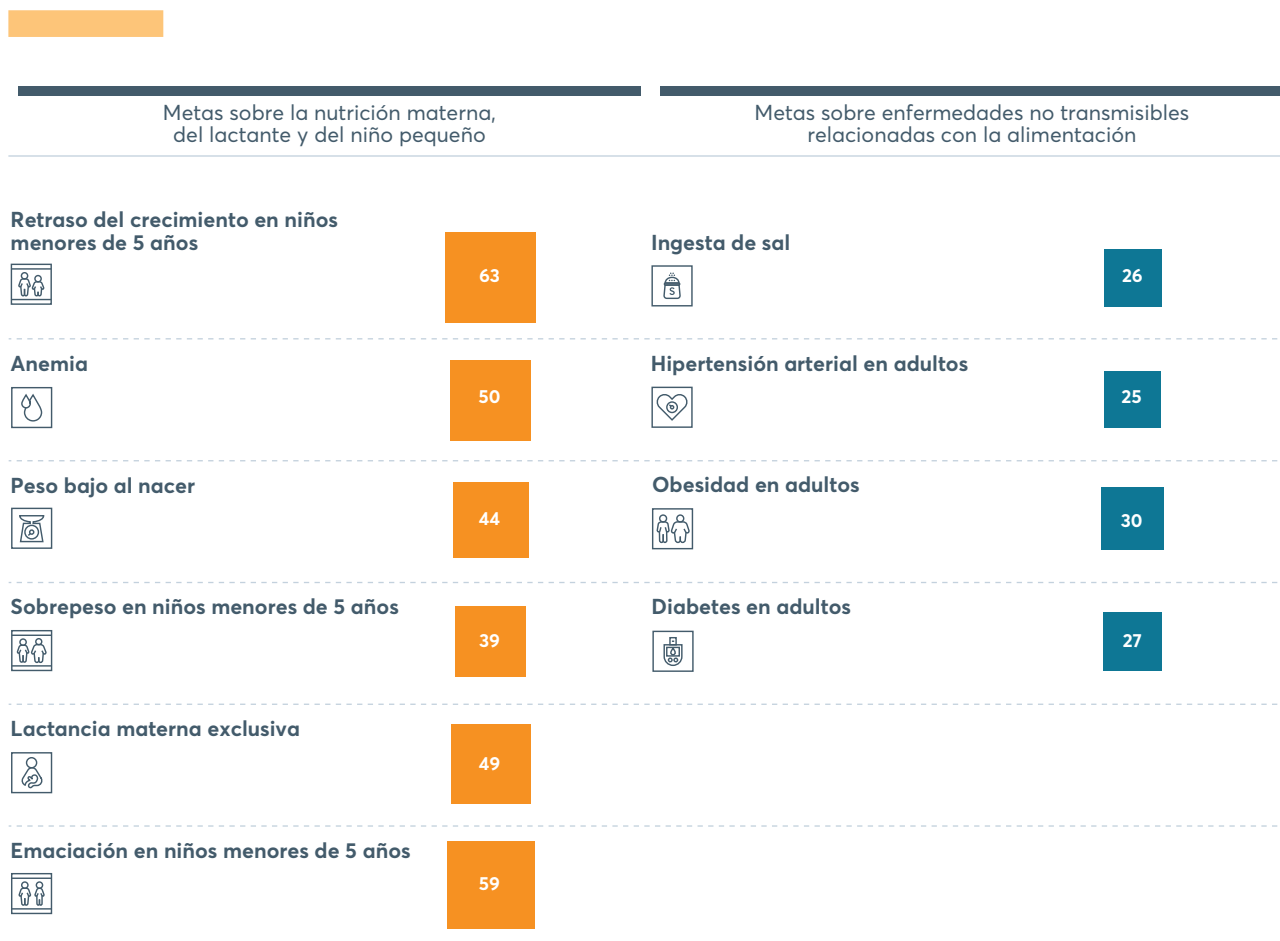 Metas sobre la nutrición materna,
del lactante y del niño pequeño
Metas sobre enfermedades no transmisibles
relacionadas con la alimentación
Retraso del crecimiento en niños
menores de 5 años
63
Ingesta de sal
S
26
Anemia
50
Hipertensión arterial en adultos
25
Peso bajo al nacer
44
Obesidad en adultos
30
Sobrepeso en niños menores de 5 años
39
Diabetes en adultos
27
Lactancia materna exclusiva
49
Emaciación en niños menores de 5 años
59